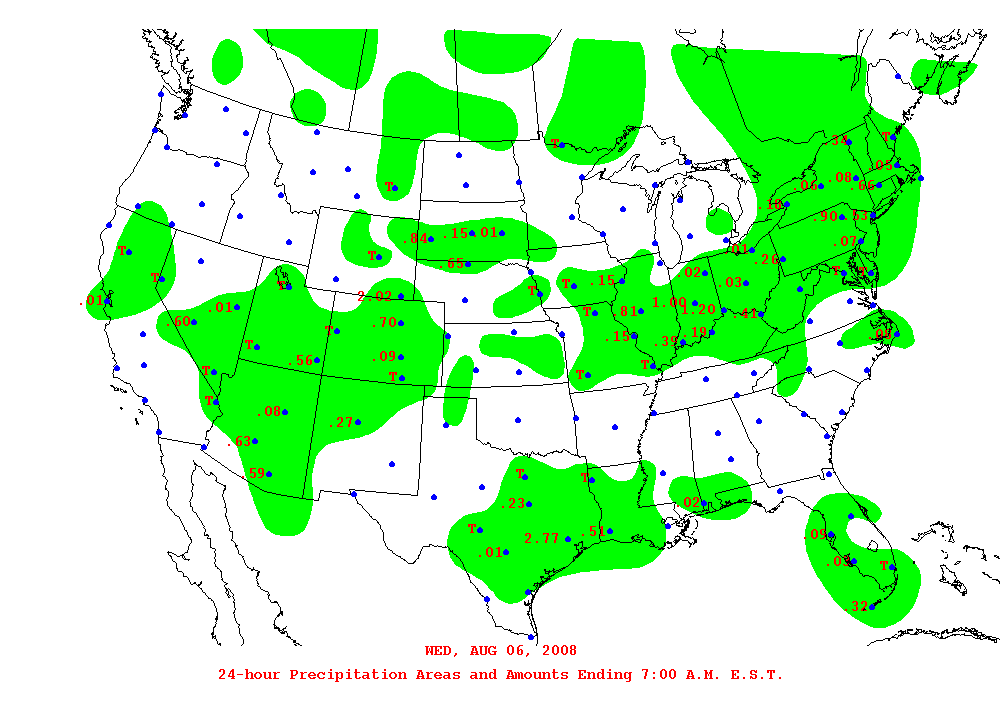 T
.34 T
.05
T .06 .08 .66
.10
.90 .53
.84 .15 .01
T .01 .07
T .65 .26
T T .02 T T
T T T .15 .03
.01 2.02 1.00
.01 .81 1.20 .41
.60 .70 T
T .15 .19 .05
T .39
.56 .09
T T T T
T
.08
.27
.63
.59 T T
.23 .02
T .51
2.77 .09
.01
T
.32
WED, AUG 06, 2008
24-hour Precipitation Areas and Amounts Ending 7:00 A.M. E.S.T.